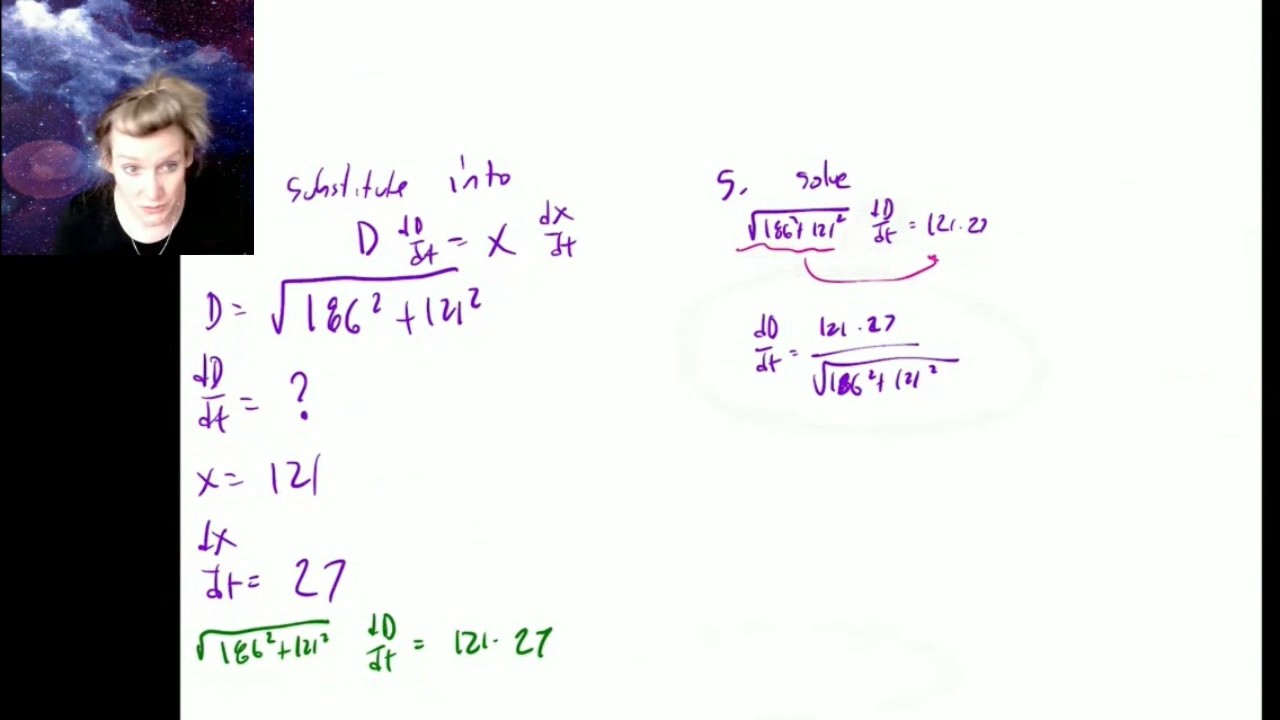 substitute into
D dD/dt = x dx/dt
D = √(186² + 121²)
dD/dt = ?
x = 121
dx/dt = 27
√(186² + 121²) dD/dt = 121 · 27
5. solve
√(186² + 121²) dD/dt = 121 · 27
dD/dt = 121 · 27 / √(186² + 121²)